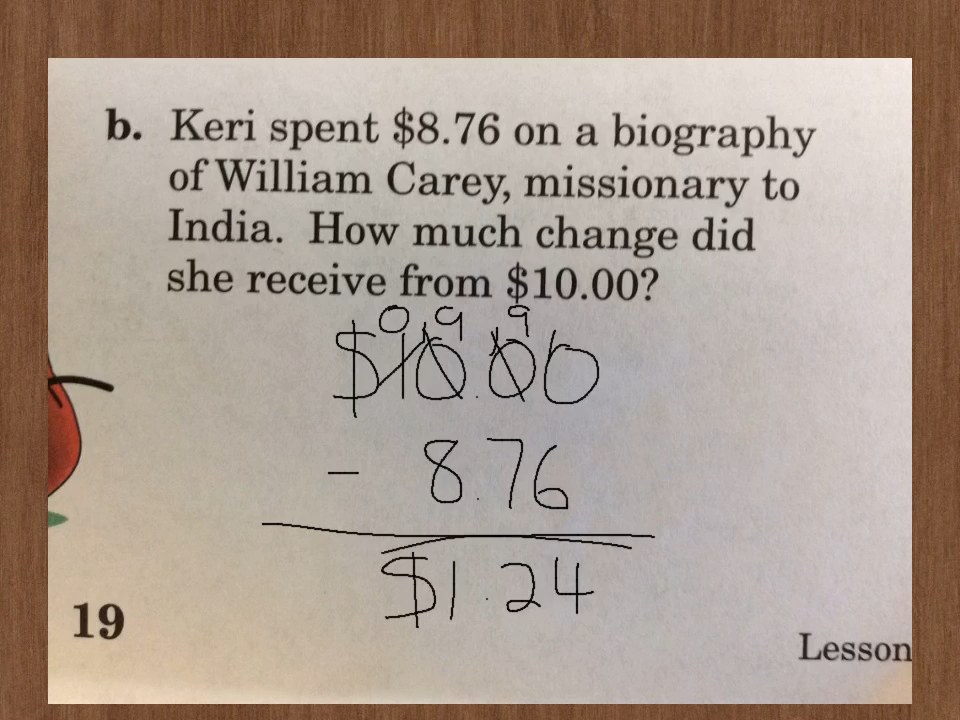 b. Keri spent $8.76 on a biography
of William Carey, missionary to
India. How much change did
she receive from $10.00?
0 9 9
$10.00
- 8.76
$1.24
19
Lesson